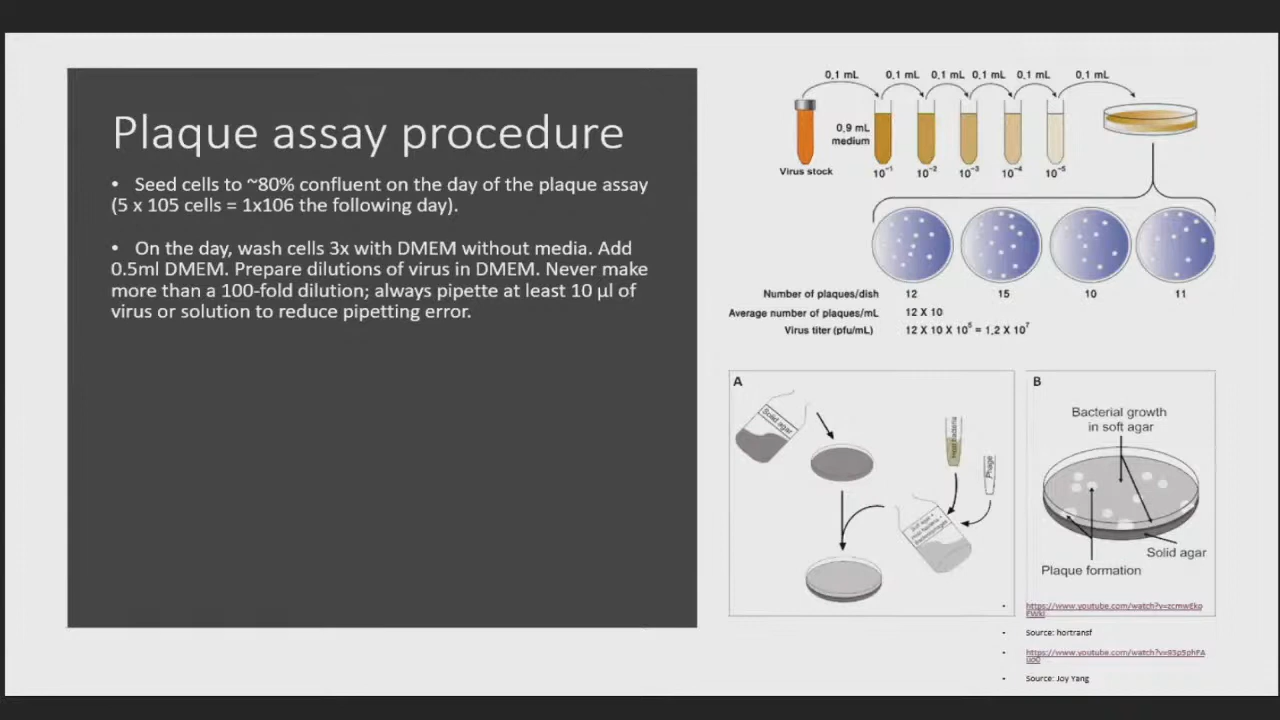 Plaque assay procedure
• Seed cells to ~80% confluent on the day of the plaque assay
(5 x 105 cells = 1x106 the following day).
• On the day, wash cells 3x with DMEM without media. Add
0.5ml DMEM. Prepare dilutions of virus in DMEM. Never make
more than a 100-fold dilution; always pipette at least 10 µl of
virus or solution to reduce pipetting error.
0.1 mL 0.1 mL 0.1 mL 0.1 mL 0.1 mL 0.1 mL
0.9 mL
medium
Virus stock 10⁻¹ 10⁻² 10⁻³ 10⁻⁴ 10⁻⁵
Number of plaques/dish 12 15 10 11
Average number of plaques/mL 12 X 10
Virus titer (pfu/mL)
A
Solid agar
Phage
B
Bacterial growth
in soft agar
Solid agar
Plaque formation
• Source: hortransf
• Source: Joy Yang